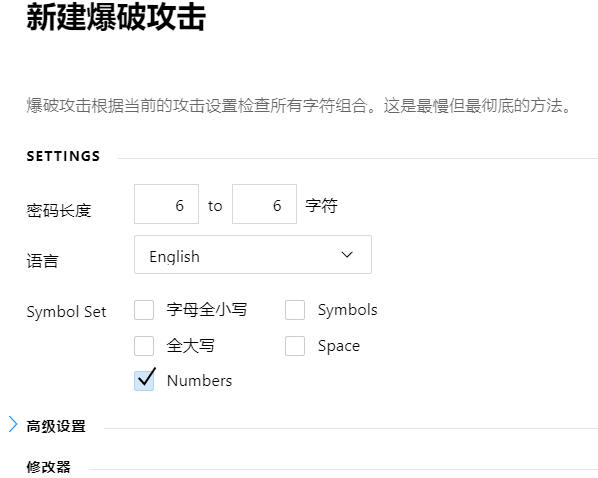 新建爆破攻击
爆破攻击根据当前的攻击设置检查所有字符组合。这是最慢但最彻底的方法。
SETTINGS
密码长度 6 to 6 字符
语言 English
Symbol Set 字母全小写 Symbols
全大写 Space
Numbers
高级设置
修改器